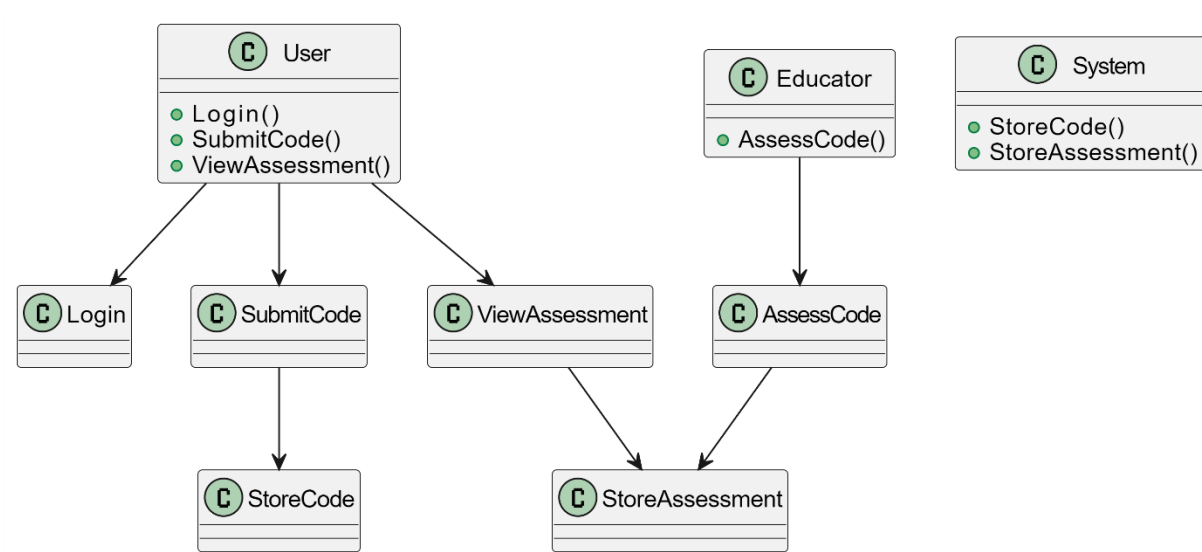 C User
Login()
SubmitCode()
ViewAssessment()
C Educator
AssessCode()
C System
StoreCode()
StoreAssessment()
C Login
C SubmitCode
C ViewAssessment
C AssessCode
C StoreCode
C StoreAssessment